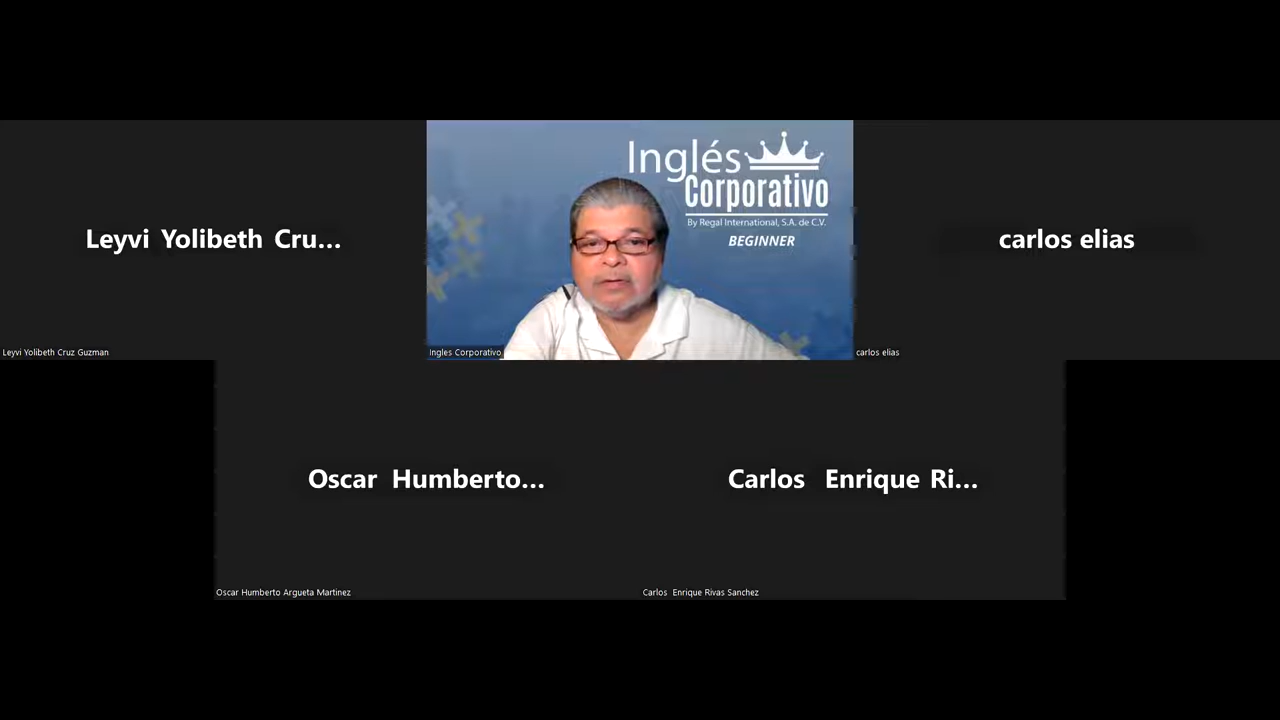 Leyvi Yolibeth Cru...
Leyvi Yolibeth Cruz Guzman
Inglés
Corporativo
By Regal International, S.A. de C.V.
BEGINNER
Ingles Corporativo
carlos elias
carlos elias
Oscar Humberto...
Oscar Humberto Argueta Martinez
Carlos Enrique Ri...
Carlos Enrique Rivas Sanchez